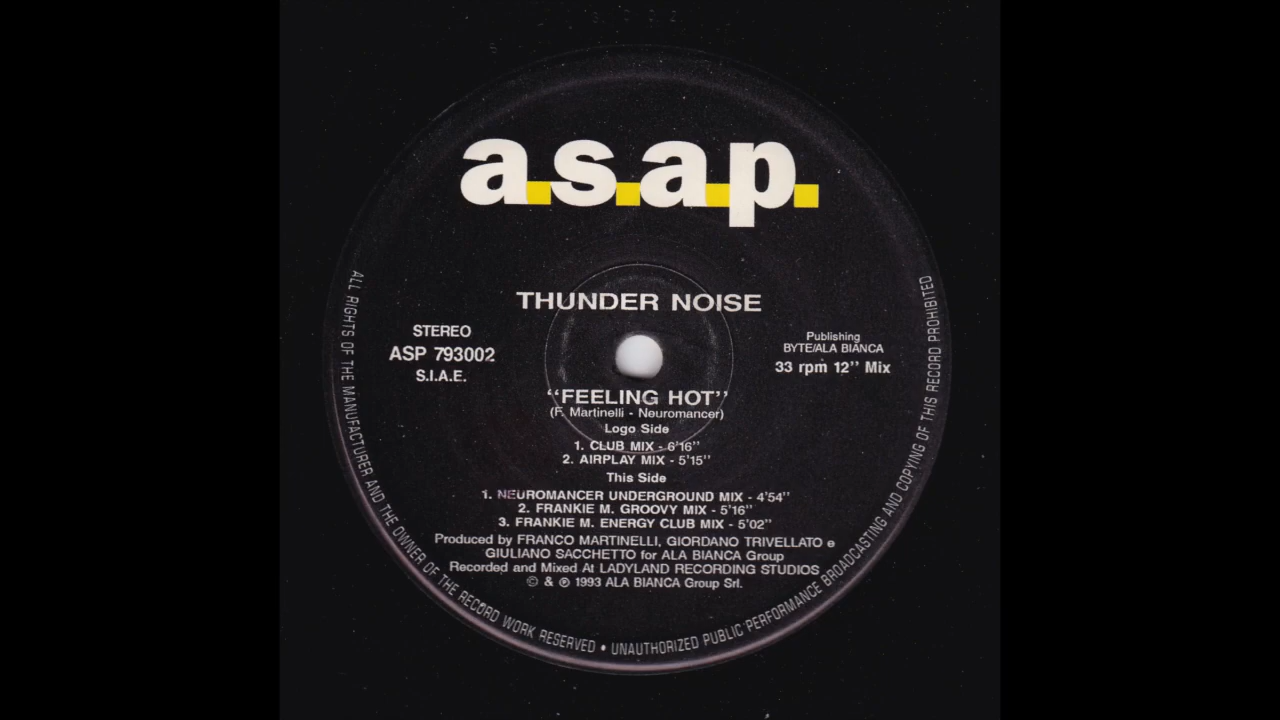 a.s.a.p.
THUNDER NOISE
STEREO
ASP 793002
S.I.A.E.
Publishing
BYTE/ALA BIANCA
33 rpm 12'' Mix
“FEELING HOT”
(F. Martinelli - Neuromancer)
Logo Side
1. CLUB MIX - 6'16''
2. AIRPLAY MIX - 5'15''
This Side
1. NEUROMANCER UNDERGROUND MIX - 4'54''
2. FRANKIE M. GROOVY MIX - 5'16''
3. FRANKIE M. ENERGY CLUB MIX - 5'02''
Produced by FRANCO MARTINELLI, GIORDANO TRIVELLATO e
GIULIANO SACCHETTO for ALA BIANCA Group
Recorded and Mixed At LADYLAND RECORDING STUDIOS
© & ℗ 1993 ALA BIANCA Group Srl.
ALL RIGHTS OF THE MANUFACTURER AND THE OWNER OF THE RECORD WORK RESERVED • UNAUTHORIZED PUBLIC PERFORMANCE BROADCASTING AND COPYING OF THIS RECORD PROHIBITED